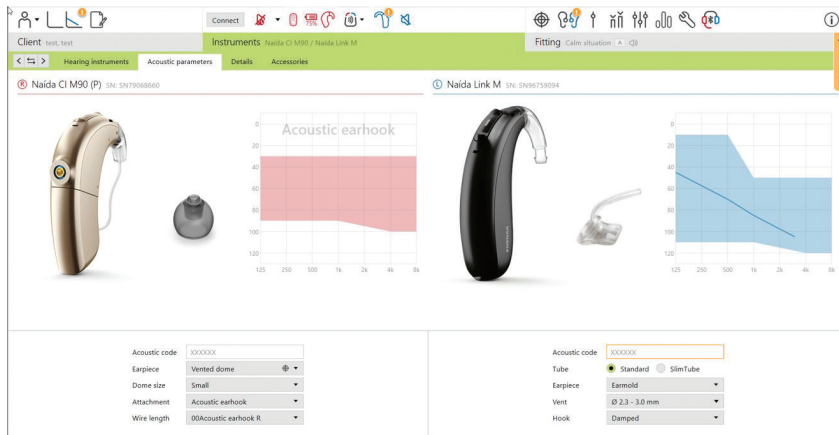 Connect
75%
Client test, test
Instruments Naída CI M90 / Naída Link M
Fitting Calm situation A
Hearing instruments Acoustic parameters Details Accessories
R Naída CI M90 (P) SN: SN79068660
L Naída Link M SN: SN96759094
Acoustic earhook
0
20
40
60
80
100
120
125 250 500 1k 2k 4k 8k
0
20
40
60
80
100
120
125 250 500 1k 2k 4k 8k
Acoustic code XXXXXX
Earpiece Vented dome
Dome size Small
Attachment Acoustic earhook
Wire length 00Acoustic earhook R
Acoustic code XXXXXX
Tube Standard SlimTube
Earpiece Earmold
Vent Ø 2.3 - 3.0 mm
Hook Damped